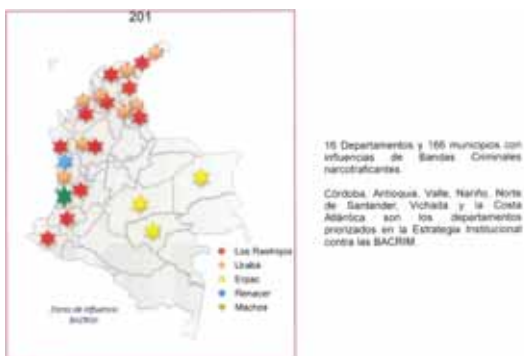 201
Los Rastrojos
Urabá
Erpac
Renacer
Machos
Zonas de influencia
BACRIM
16 Departamentos y 166 municipios con
influencias de Bandas Criminales
narcotraficantes.
Córdoba, Antioquia, Valle, Nariño, Norte
de Santander, Vichada y la Costa
Atlántica son los departamentos
priorizados en la Estrategia Institucional
contra las BACRIM.